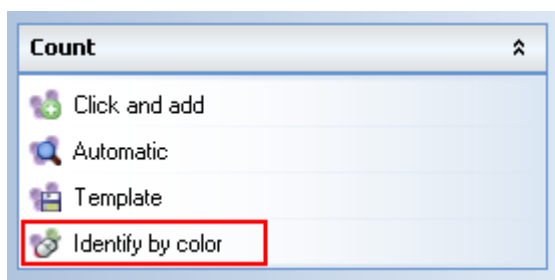 Count
Click and add
Automatic
Template
Identify by color